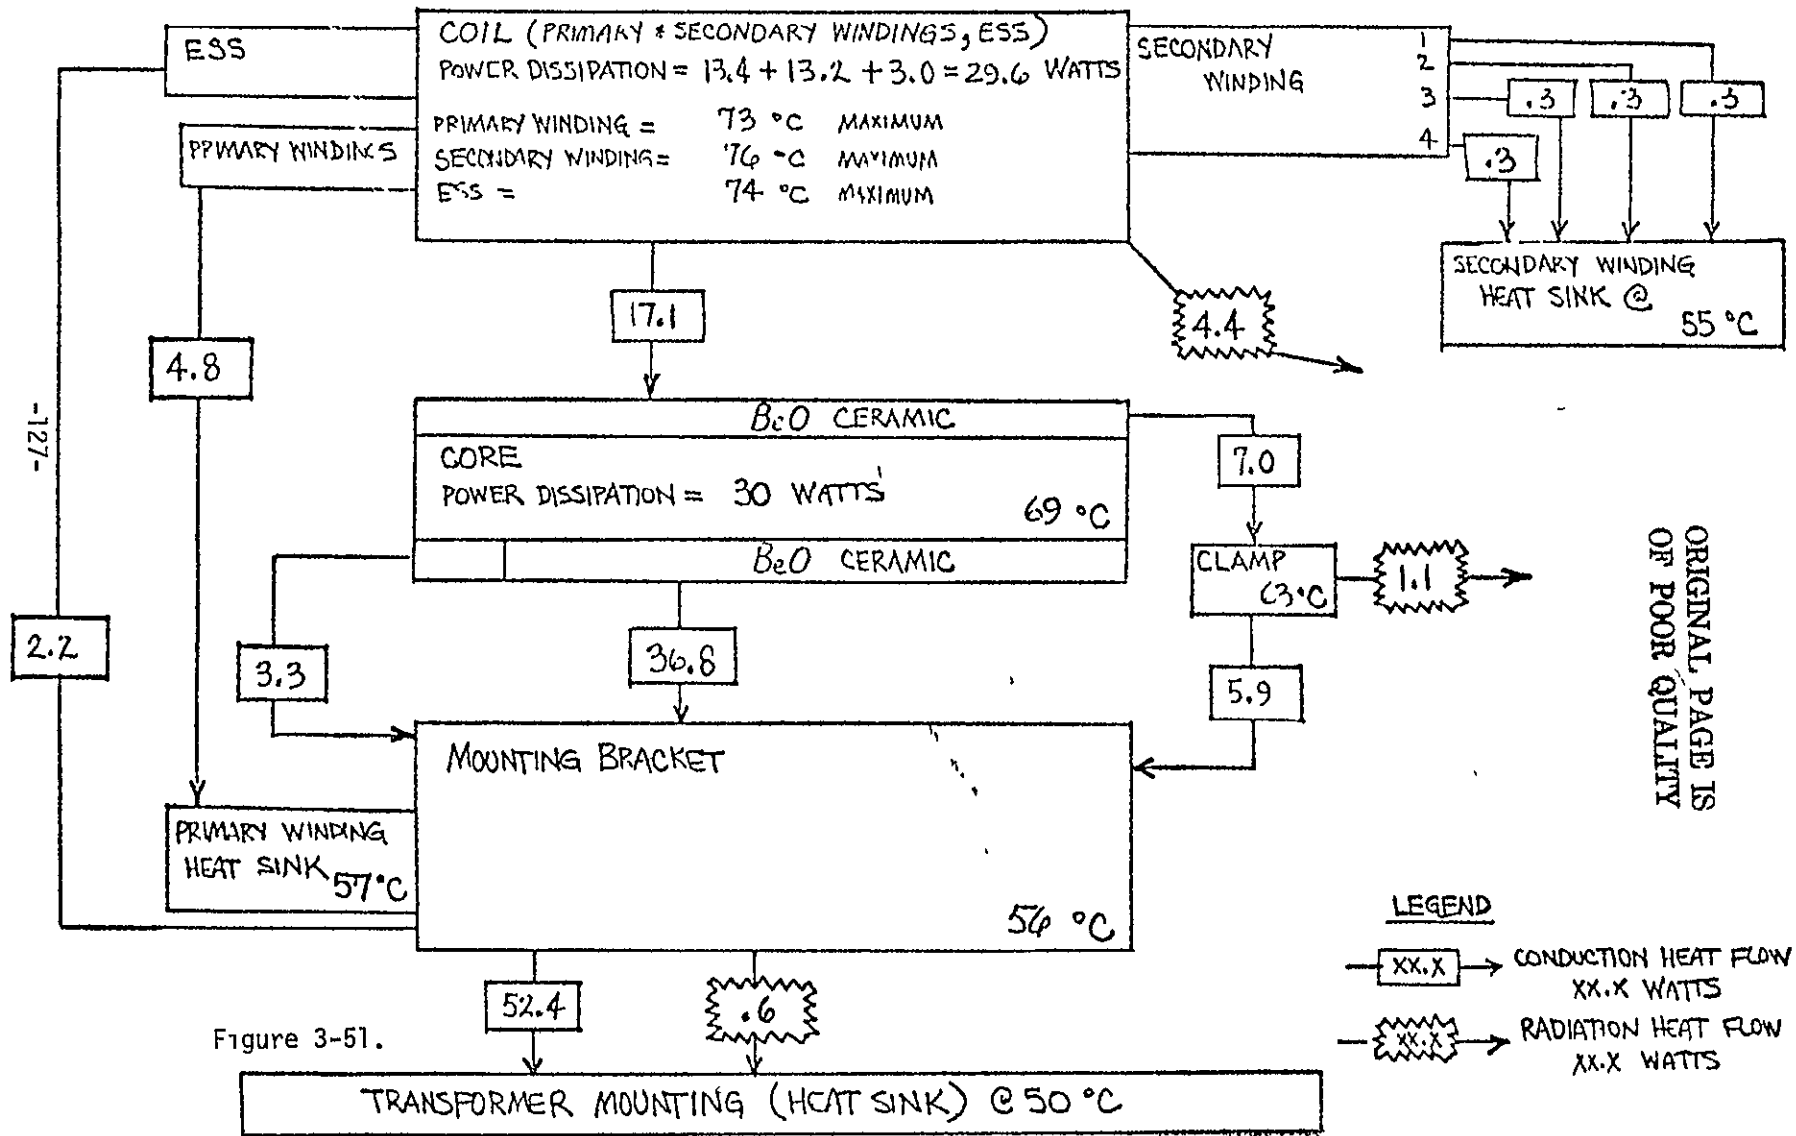 ESS
COIL (PRIMARY & SECONDARY WINDINGS, ESS)
POWER DISSIPATION = 13.4 + 13.2 + 3.0 = 29.6 WATTS
PRIMARY WINDING = 73 °C MAXIMUM
SECONDARY WINDING = 76 °C MAXIMUM
ESS = 74 °C MAXIMUM
SECONDARY
WINDING
1
2
3
4
.3
.3
.3
.3
PRIMARY WINDINGS
SECONDARY WINDING
HEAT SINK @
55 °C
17.1
4.4
4.8
BeO CERAMIC
CORE
POWER DISSIPATION = 30 WATTS
69 °C
BeO CERAMIC
7.0
CLAMP
63 °C
1.1
-127-
2.2
3.3
36.8
5.9
ORIGINAL PAGE IS
OF POOR QUALITY
MOUNTING BRACKET
56 °C
PRIMARY WINDING
HEAT SINK 57 °C
52.4
.6
LEGEND
XX.X CONDUCTION HEAT FLOW
XX.X WATTS
XX.X RADIATION HEAT FLOW
XX.X WATTS
Figure 3-51.
TRANSFORMER MOUNTING (HEAT SINK) @ 50 °C